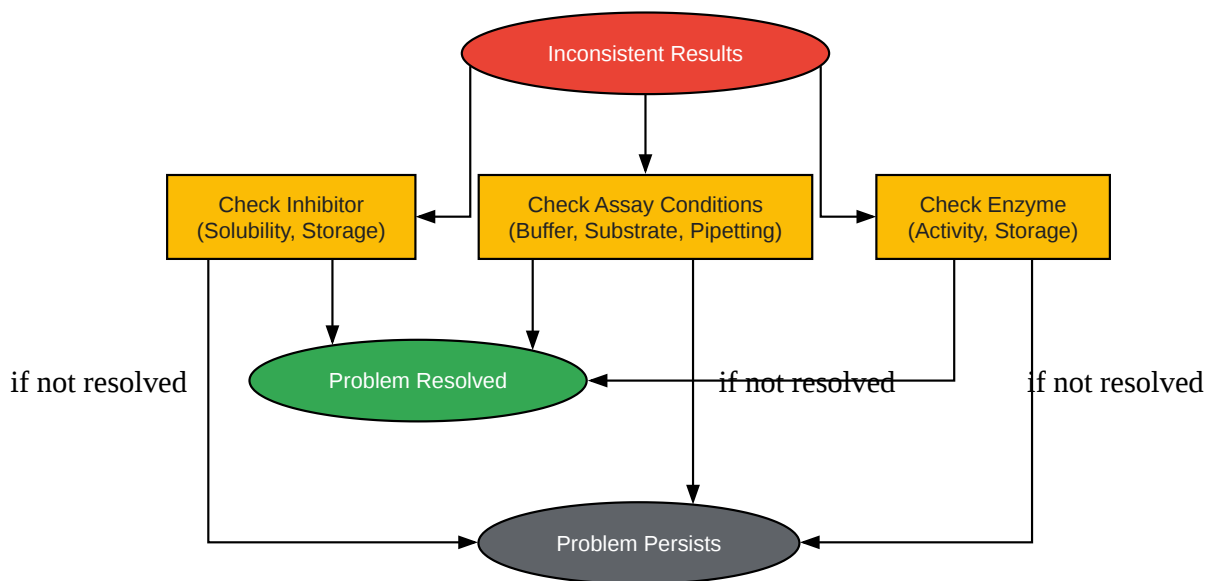 Inconsistent Results
Check Inhibitor
(Solubility, Storage)
Check Assay Conditions
(Buffer, Substrate, Pipetting)
Check Enzyme
(Activity, Storage)
if not resolved
Problem Resolved
if not resolved
if not resolved
Problem Persists